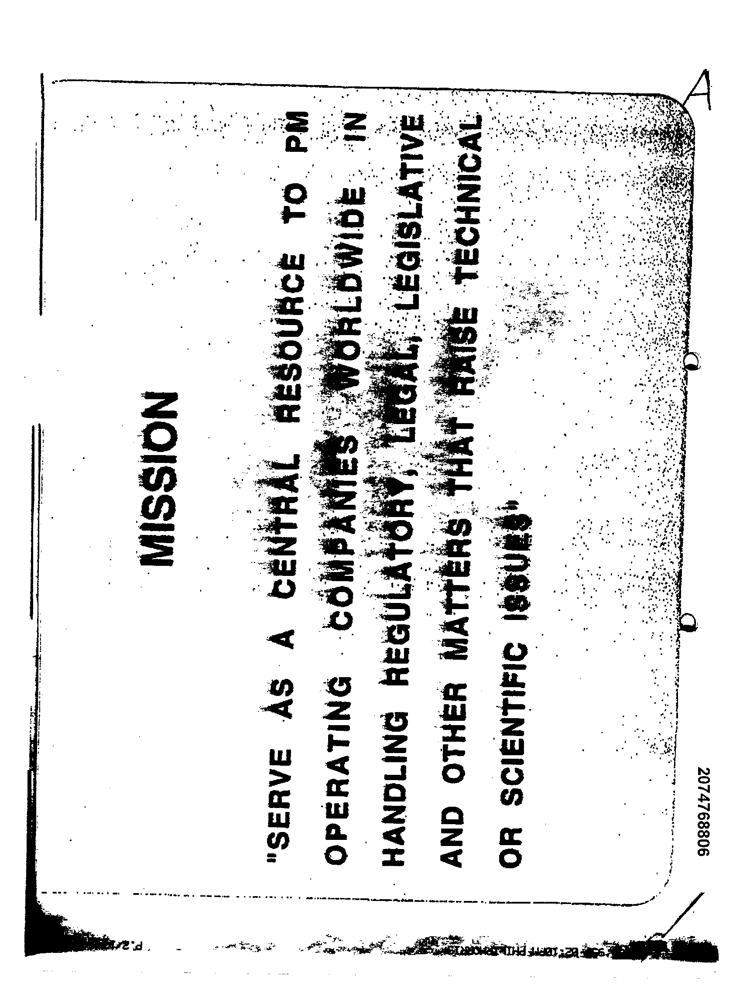 A
MISSION
"SERVE AS A CENTRAL RESOURCE TO PM
OPERATING COMPANIES WORLDWIDE IN
HANDLING REGULATORY, LEGAL, LEGISLATIVE
AND OTHER MATTERS THAT RAISE TECHNICAL
OR SCIENTIFIC ISSUES"
2074768806